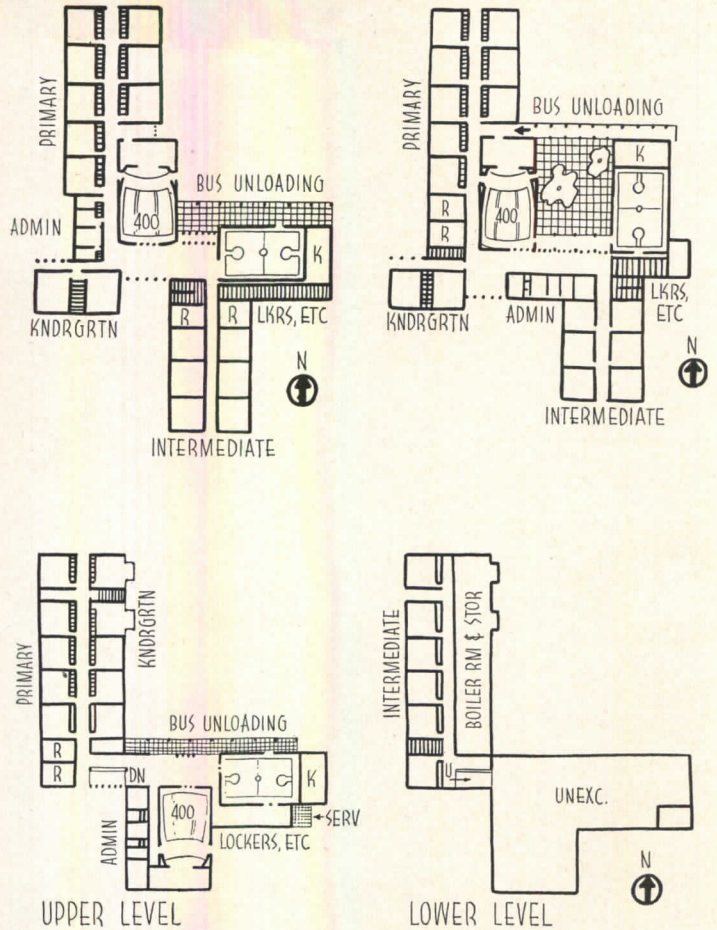 PRIMARY
BUS UNLOADING
ADMIN
400
K
KNDRGRTN
R
R
LKRS, ETC
N
INTERMEDIATE
PRIMARY
BUS UNLOADING
K
R
R
400
KNDRGRTN
ADMIN
LKRS,
ETC
N
INTERMEDIATE
PRIMARY
KNDRGRTN
BUS UNLOADING
R
R
DN
K
400
ADMIN
LOCKERS, ETC
SERV
UPPER LEVEL
INTERMEDIATE
BOILER RM & STOR
U
UNEXC.
N
LOWER LEVEL